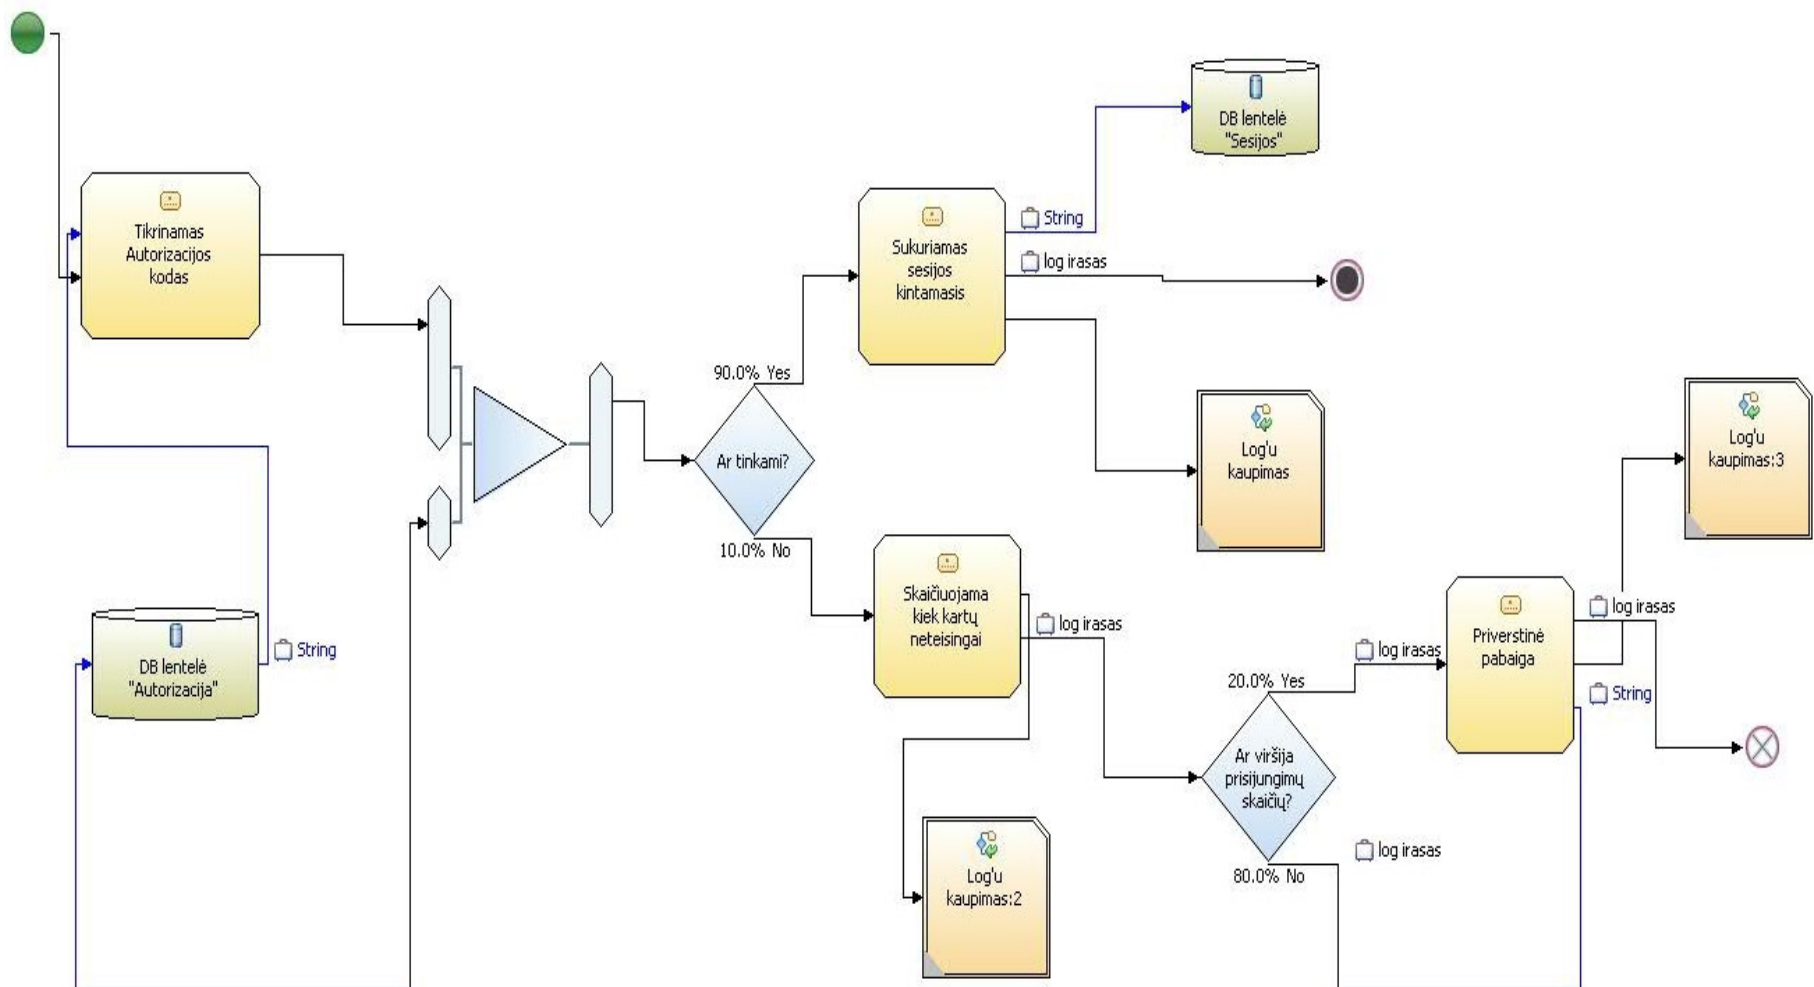 Tikrinamas
Autorizacijos
kodas
DB lentelė
"Autorizacija"
String
90.0% Yes
Ar tinkami?
10.0% No
Sukuriamas
sesijos
kintamasis
String
log irasas
DB lentelė
"Sesijos"
Log'u
kaupimas
Skaičiuojama
kiek kartų
neteisingai
log irasas
Log'u
kaupimas:2
20.0% Yes
Ar viršija
prisijungimų
skaičių?
80.0% No
log irasas
log irasas
Priverstinė
pabaiga
log irasas
String
Log'u
kaupimas:3